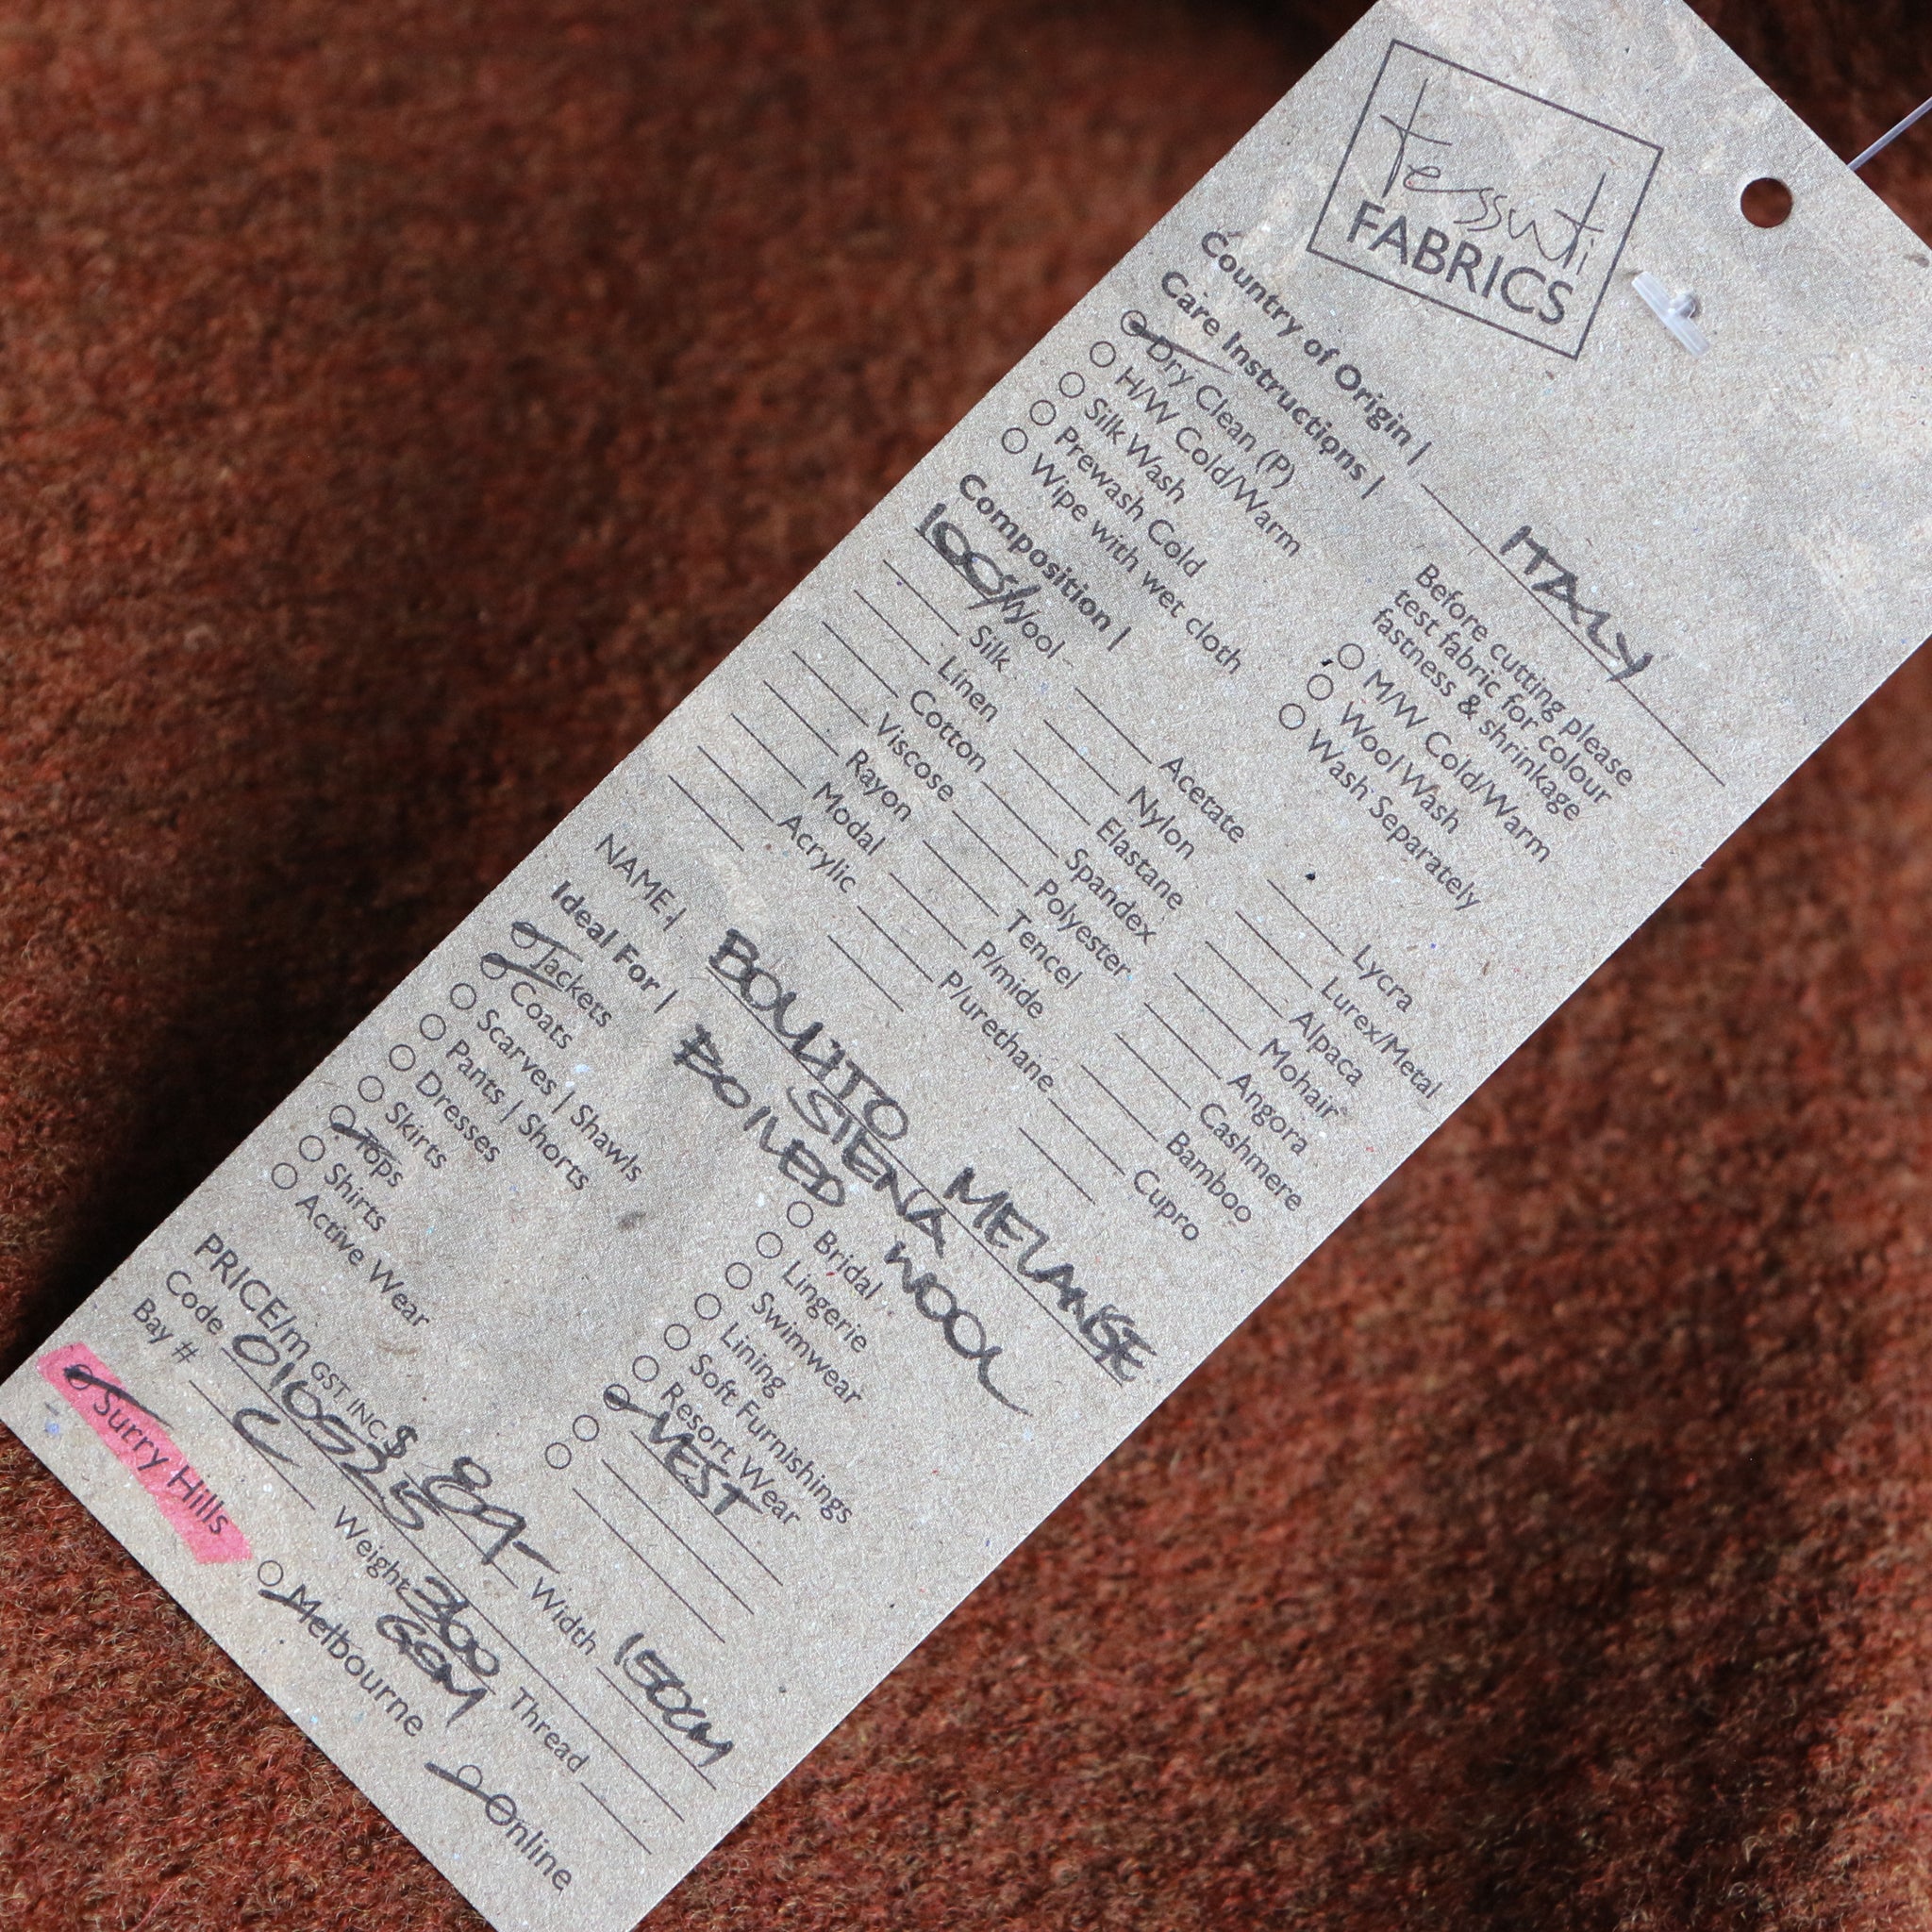 tessuti
FABRICS
Country of Origin | ITALY
Care Instructions |
Before cutting please
test fabric for colour
fastness & shrinkage
Dry Clean (P)
H/W Cold/Warm
Silk Wash
Prewash Cold
Wipe with wet cloth
M/W Cold/Warm
Wool Wash
Wash Separately
Composition |
100% Wool
Silk
Linen
Cotton
Viscose
Rayon
Modal
Acrylic
Acetate
Nylon
Elastane
Spandex
Polyester
Tencel
P/mide
P/urethane
Lycra
Lurex/Metal
Alpaca
Mohair
Angora
Cashmere
Bamboo
Cupro
NAME | BOLLITO MELANGE
SIENA
BOILED WOOL
Ideal For |
Jackets
Coats
Scarves | Shawls
Pants | Shorts
Dresses
Skirts
Tops
Shirts
Active Wear
Bridal
Lingerie
Swimwear
Lining
Soft Furnishings
Resort Wear
VEST
PRICE/m GST INC $ 89- Width 150CM
Code 0105325 Thread
Bay # C Weight 300
GSM
Surry Hills Melbourne Online